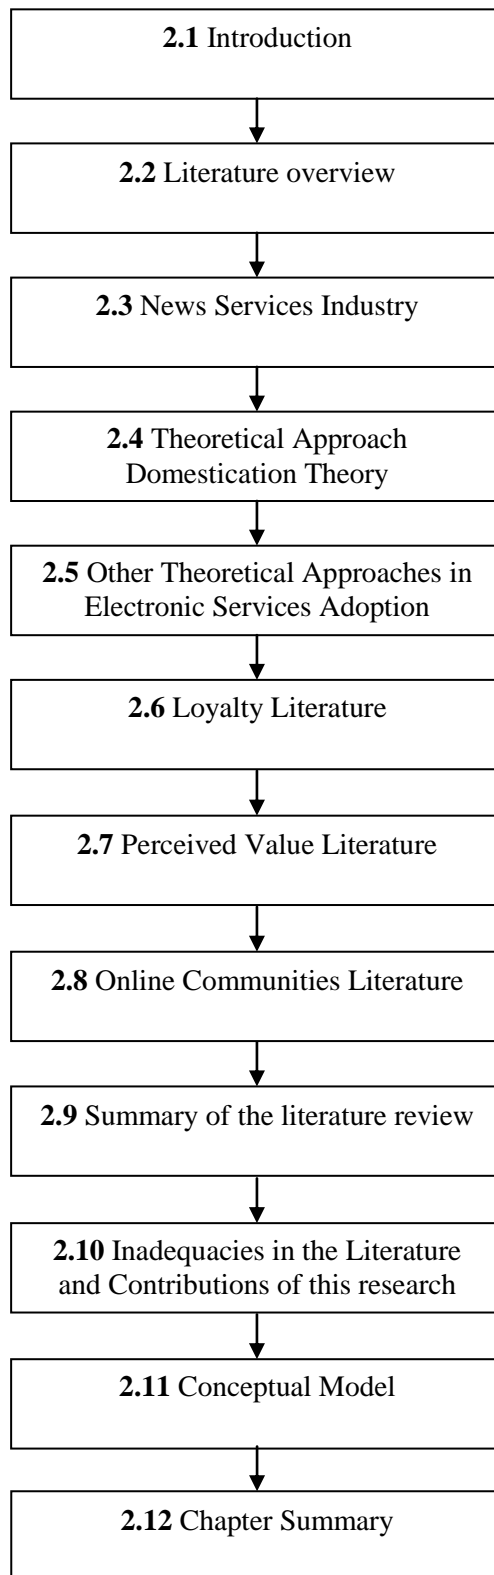 2.1 Introduction
2.2 Literature overview
2.3 News Services Industry
2.4 Theoretical Approach
Domestication Theory
2.5 Other Theoretical Approaches in
Electronic Services Adoption
2.6 Loyalty Literature
2.7 Perceived Value Literature
2.8 Online Communities Literature
2.9 Summary of the literature review
2.10 Inadequacies in the Literature
and Contributions of this research
2.11 Conceptual Model
2.12 Chapter Summary